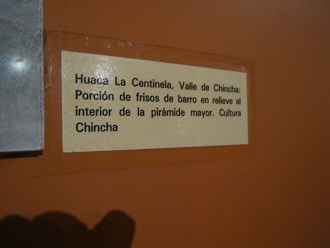 Huaca La Centinela, Valle de Chincha:
Porción de frisos de barro en relieve al
interior de la pirámide mayor. Cultura
Chincha